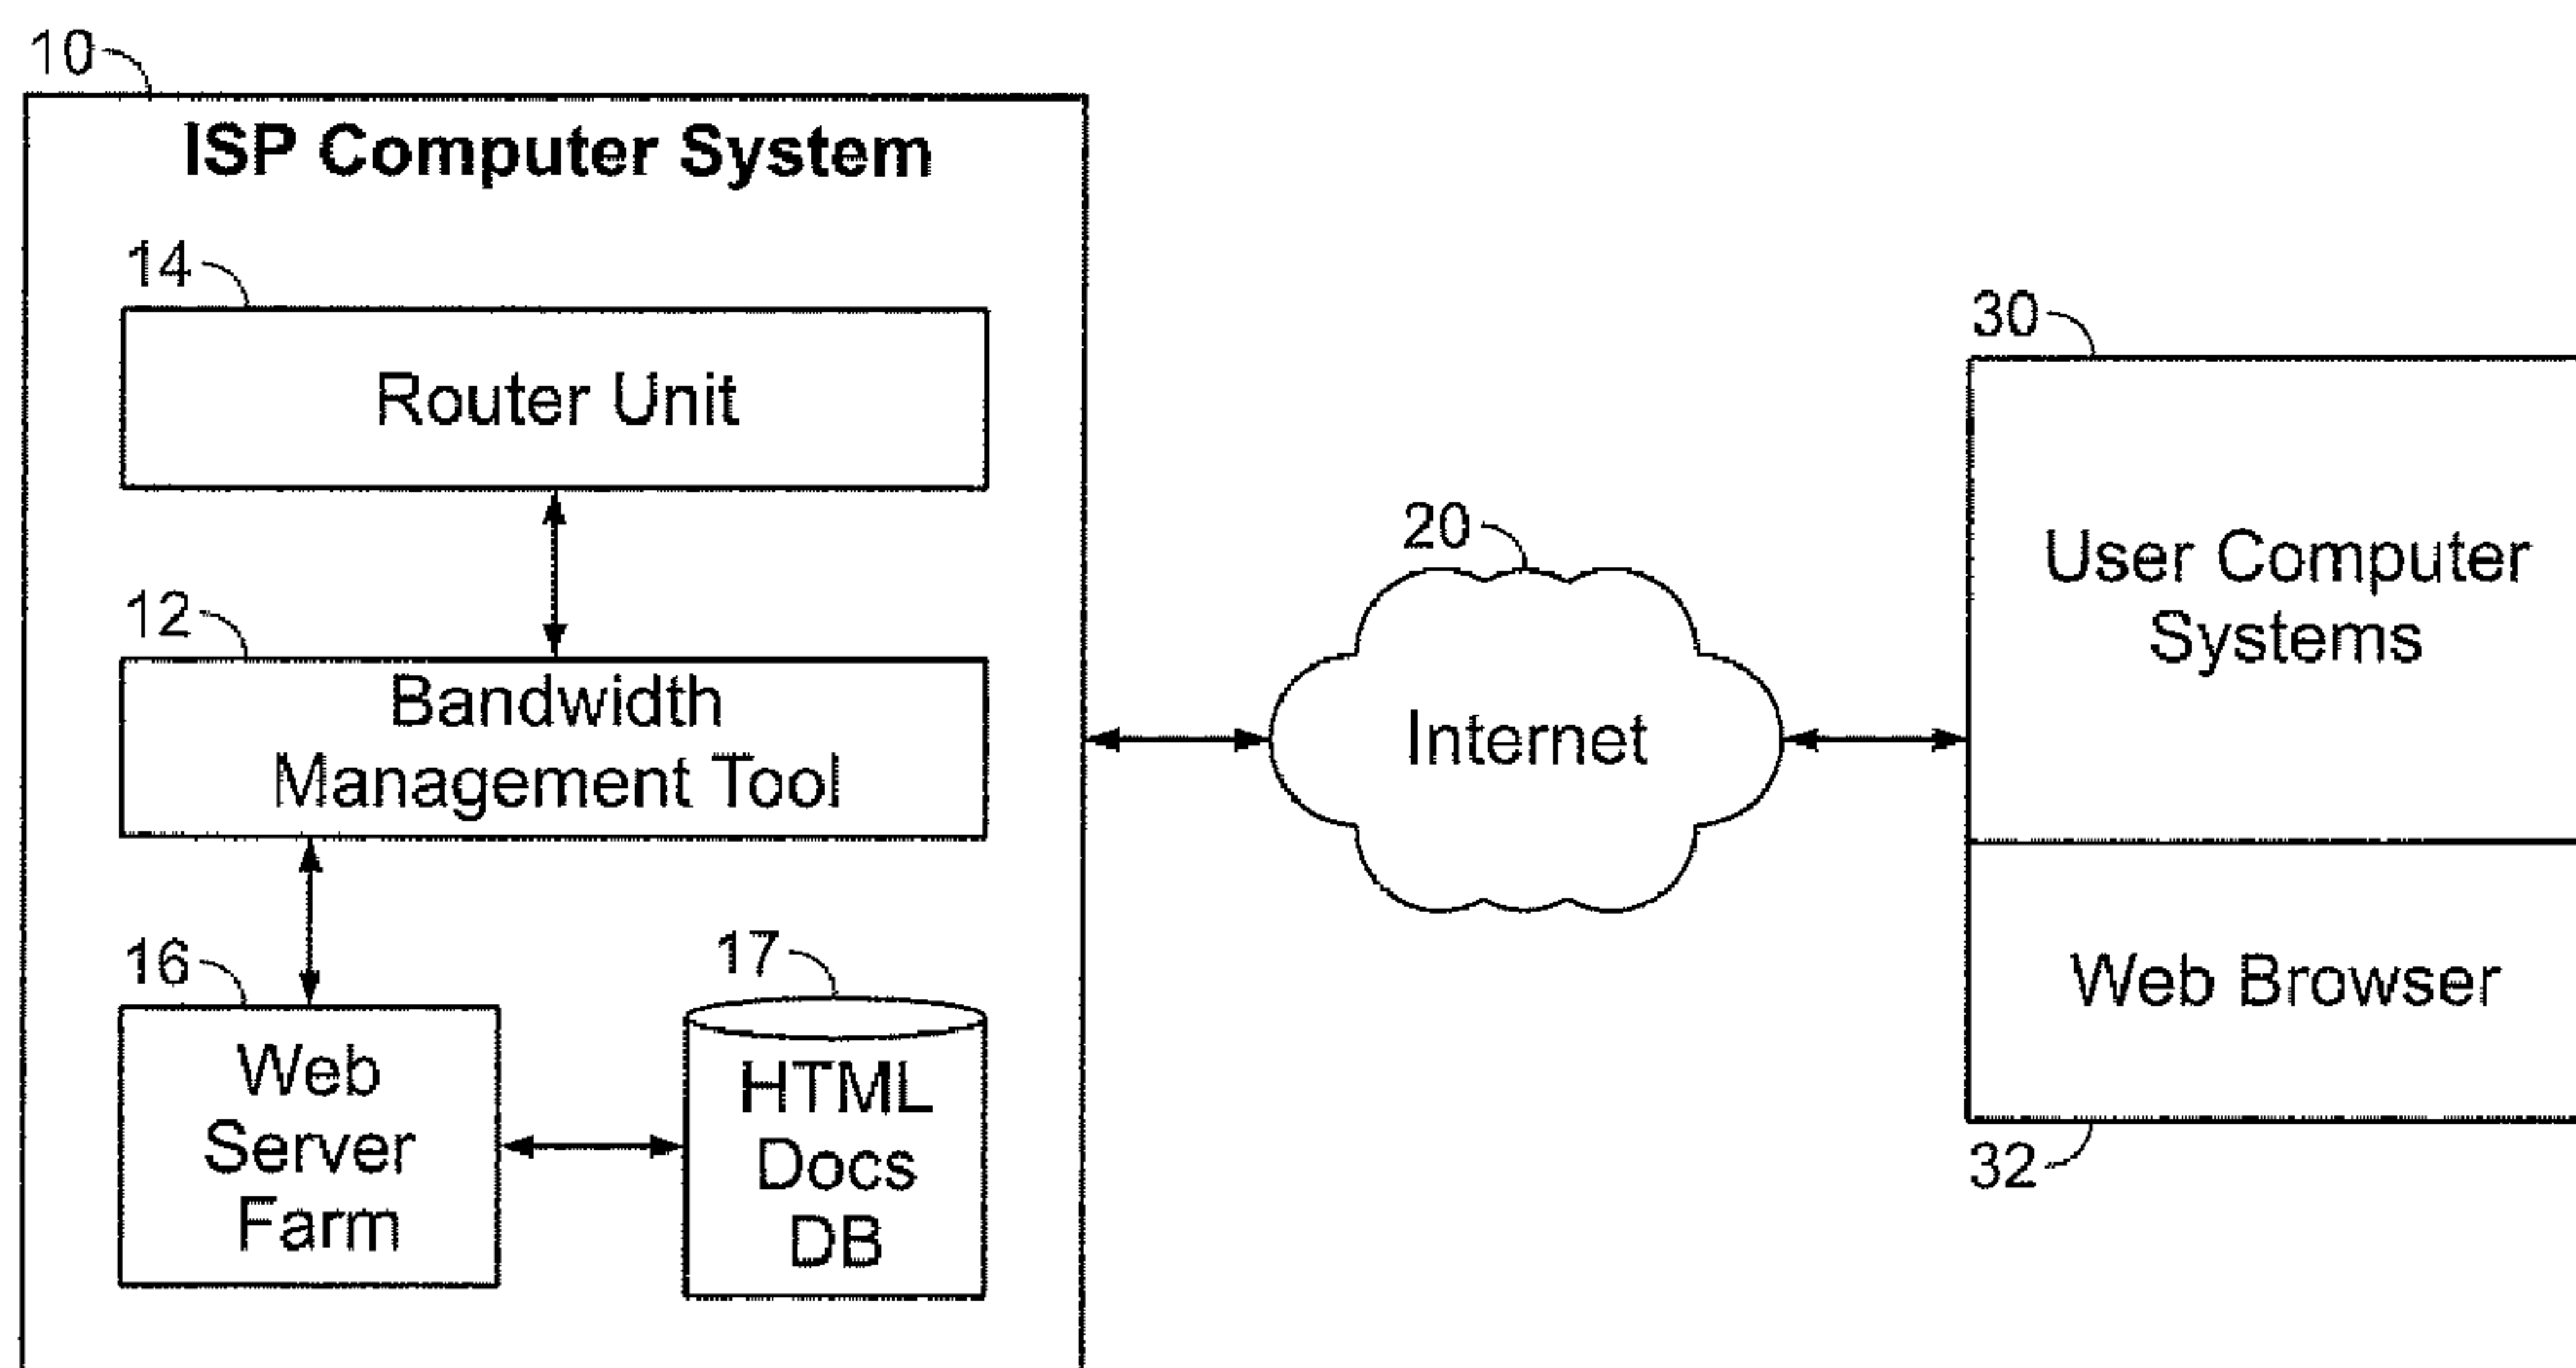 10
ISP Computer System
14
Router Unit
12
Bandwidth
Management Tool
16
Web
Server
Farm
17
HTML
Docs
DB
20
Internet
30
User Computer
Systems
Web Browser
32